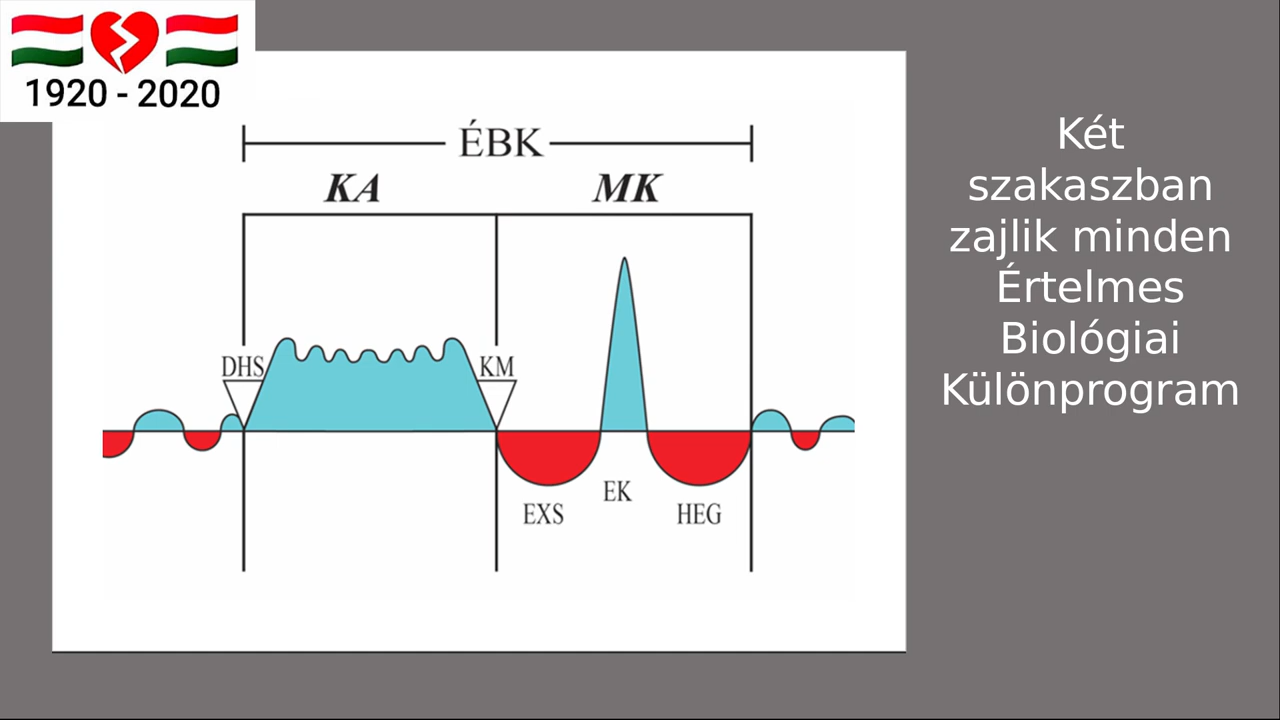 1920 - 2020
ÉBK
KA MK
DHS KM
EXS EK HEG
Két
szakaszban
zajlik minden
Értelmes
Biológiai
Különprogram